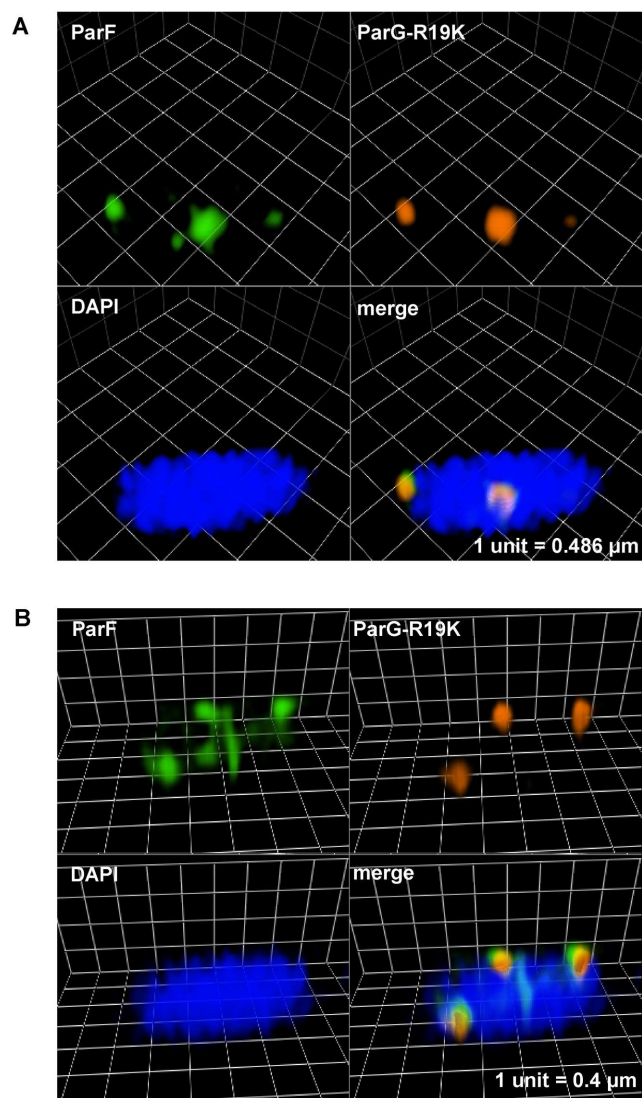 A
ParF
ParG-R19K
DAPI
merge
1 unit = 0.486 µm
B
ParF
ParG-R19K
DAPI
merge
1 unit = 0.4 µm